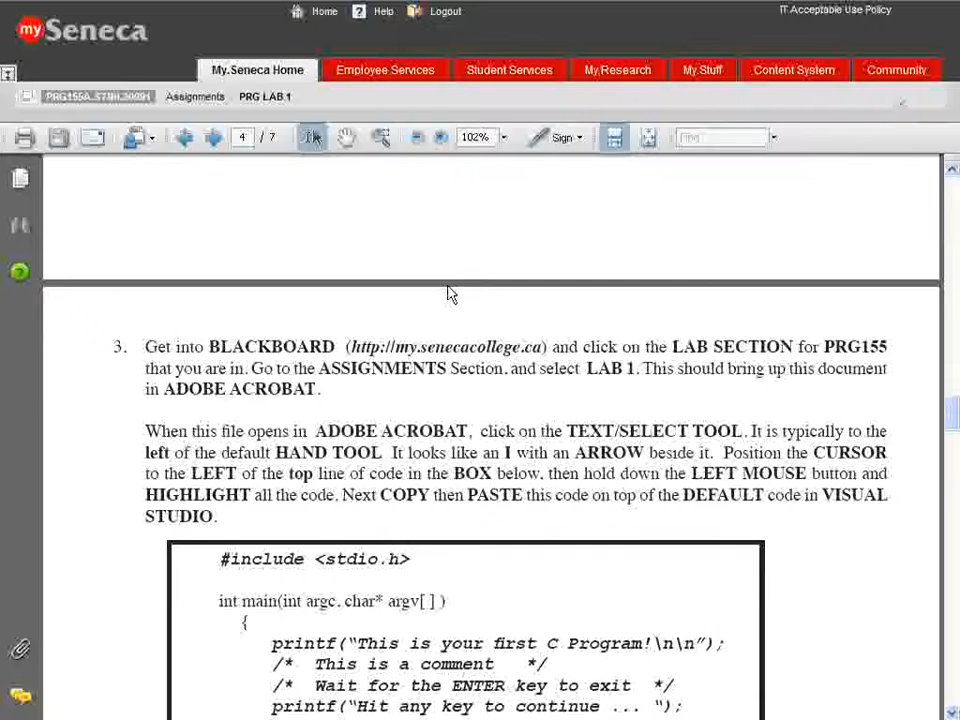 Home Help Logout IT Acceptable Use Policy
mySeneca
My.Seneca Home Employee Services Student Services My.Research My.Stuff Content System Community
Assignments PRG LAB 1
4 / 7 102% Sign
3. Get into BLACKBOARD (http://my.senecacollege.ca) and click on the LAB SECTION for PRG155
that you are in. Go to the ASSIGNMENTS Section, and select LAB 1. This should bring up this document
in ADOBE ACROBAT.
When this file opens in ADOBE ACROBAT, click on the TEXT/SELECT TOOL. It is typically to the
left of the default HAND TOOL It looks like an I with an ARROW beside it. Position the CURSOR
to the LEFT of the top line of code in the BOX below, then hold down the LEFT MOUSE button and
HIGHLIGHT all the code. Next COPY then PASTE this code on top of the DEFAULT code in VISUAL
STUDIO.
#include <stdio.h>
int main(int argc, char* argv[ ] )
{
printf(“This is your first C Program!\n\n”);
/* This is a comment */
/* Wait for the ENTER key to exit */
printf(“Hit any key to continue ... “);